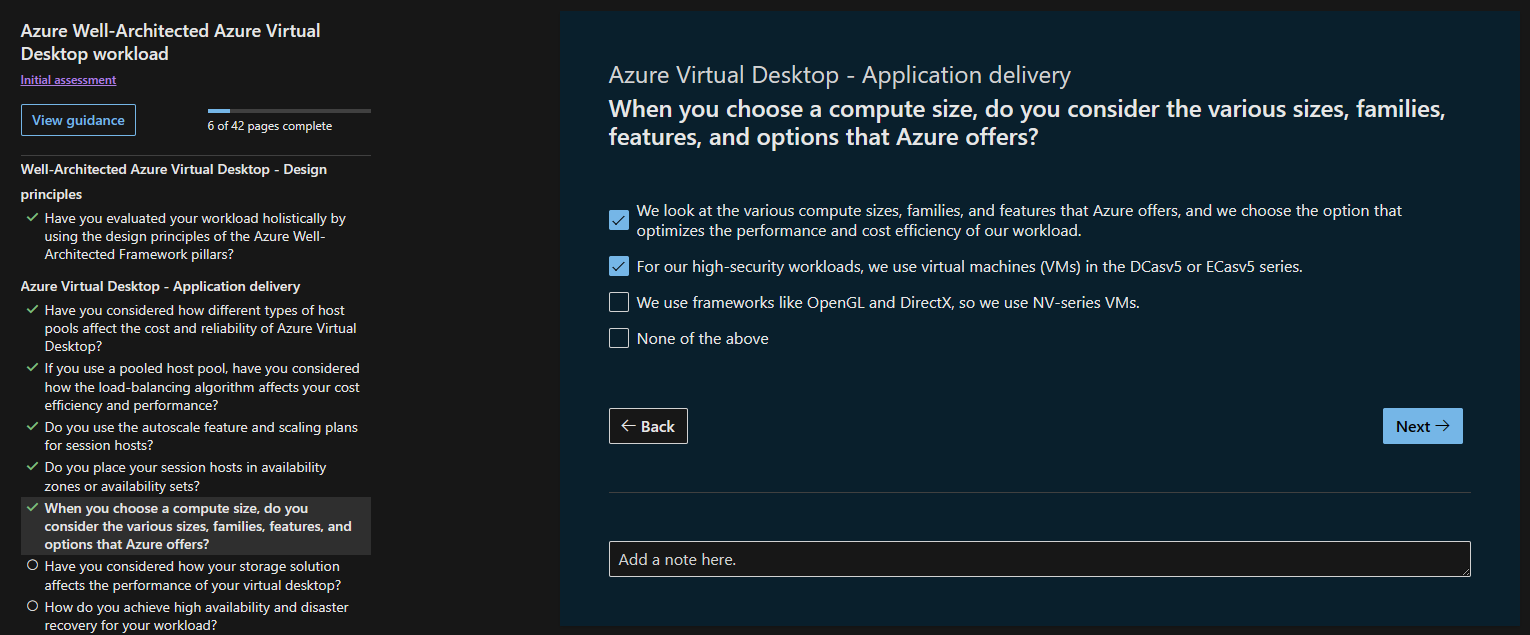 Azure Well-Architected Azure Virtual
Desktop workload
Initial assessment
View guidance
6 of 42 pages complete
Well-Architected Azure Virtual Desktop - Design
principles
Have you evaluated your workload holistically by
using the design principles of the Azure Well-
Architected Framework pillars?
Azure Virtual Desktop - Application delivery
Have you considered how different types of host
pools affect the cost and reliability of Azure Virtual
Desktop?
If you use a pooled host pool, have you considered
how the load-balancing algorithm affects your cost
efficiency and performance?
Do you use the autoscale feature and scaling plans
for session hosts?
Do you place your session hosts in availability
zones or availability sets?
When you choose a compute size, do you
consider the various sizes, families, features, and
options that Azure offers?
Have you considered how your storage solution
affects the performance of your virtual desktop?
How do you achieve high availability and disaster
recovery for your workload?
Azure Virtual Desktop - Application delivery
When you choose a compute size, do you consider the various sizes, families,
features, and options that Azure offers?
We look at the various compute sizes, families, and features that Azure offers, and we choose the option that
optimizes the performance and cost efficiency of our workload.
For our high-security workloads, we use virtual machines (VMs) in the DCasv5 or ECasv5 series.
We use frameworks like OpenGL and DirectX, so we use NV-series VMs.
None of the above
Back
Next
Add a note here.